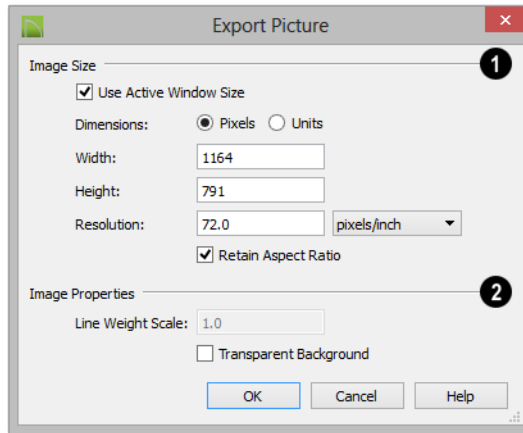 Export Picture
Image Size 1
Use Active Window Size
Dimensions: Pixels Units
Width: 1164
Height: 791
Resolution: 72.0 pixels/inch
Retain Aspect Ratio
Image Properties 2
Line Weight Scale: 1.0
Transparent Background
OK Cancel Help